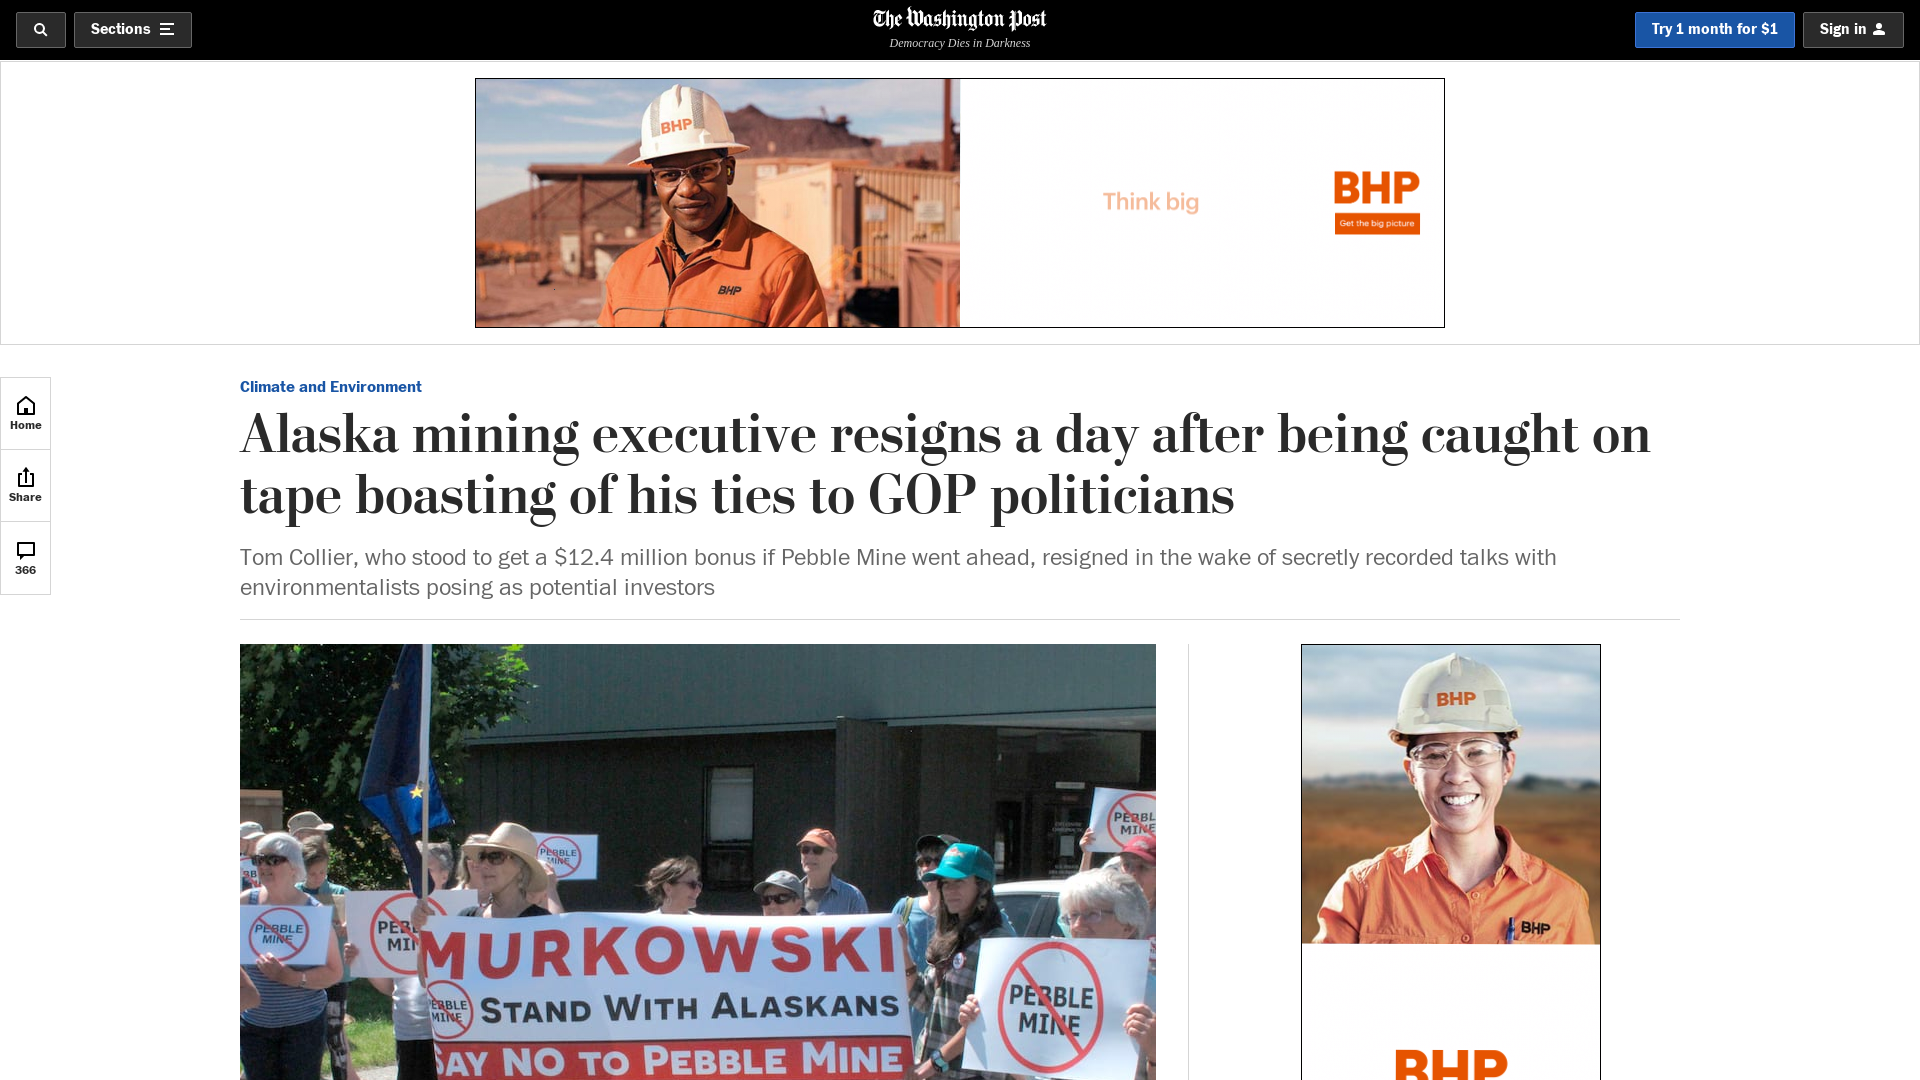 Sections
The Washington Post
Democracy Dies in Darkness
Try 1 month for $1
Sign in
BHP
BHP
Think big
BHP
Get the big picture
Home
Share
366
Climate and Environment
Alaska mining executive resigns a day after being caught on
tape boasting of his ties to GOP politicians
Tom Collier, who stood to get a $12.4 million bonus if Pebble Mine went ahead, resigned in the wake of secretly recorded talks with
environmentalists posing as potential investors
PEBBLE
MINE
PEBBLE
MINE
PEBBLE
MINE
MURKOWSKI
STAND WITH ALASKANS
SAY NO TO PEBBLE MINE
PEBBLE
MINE
BHP
BHP
BHP